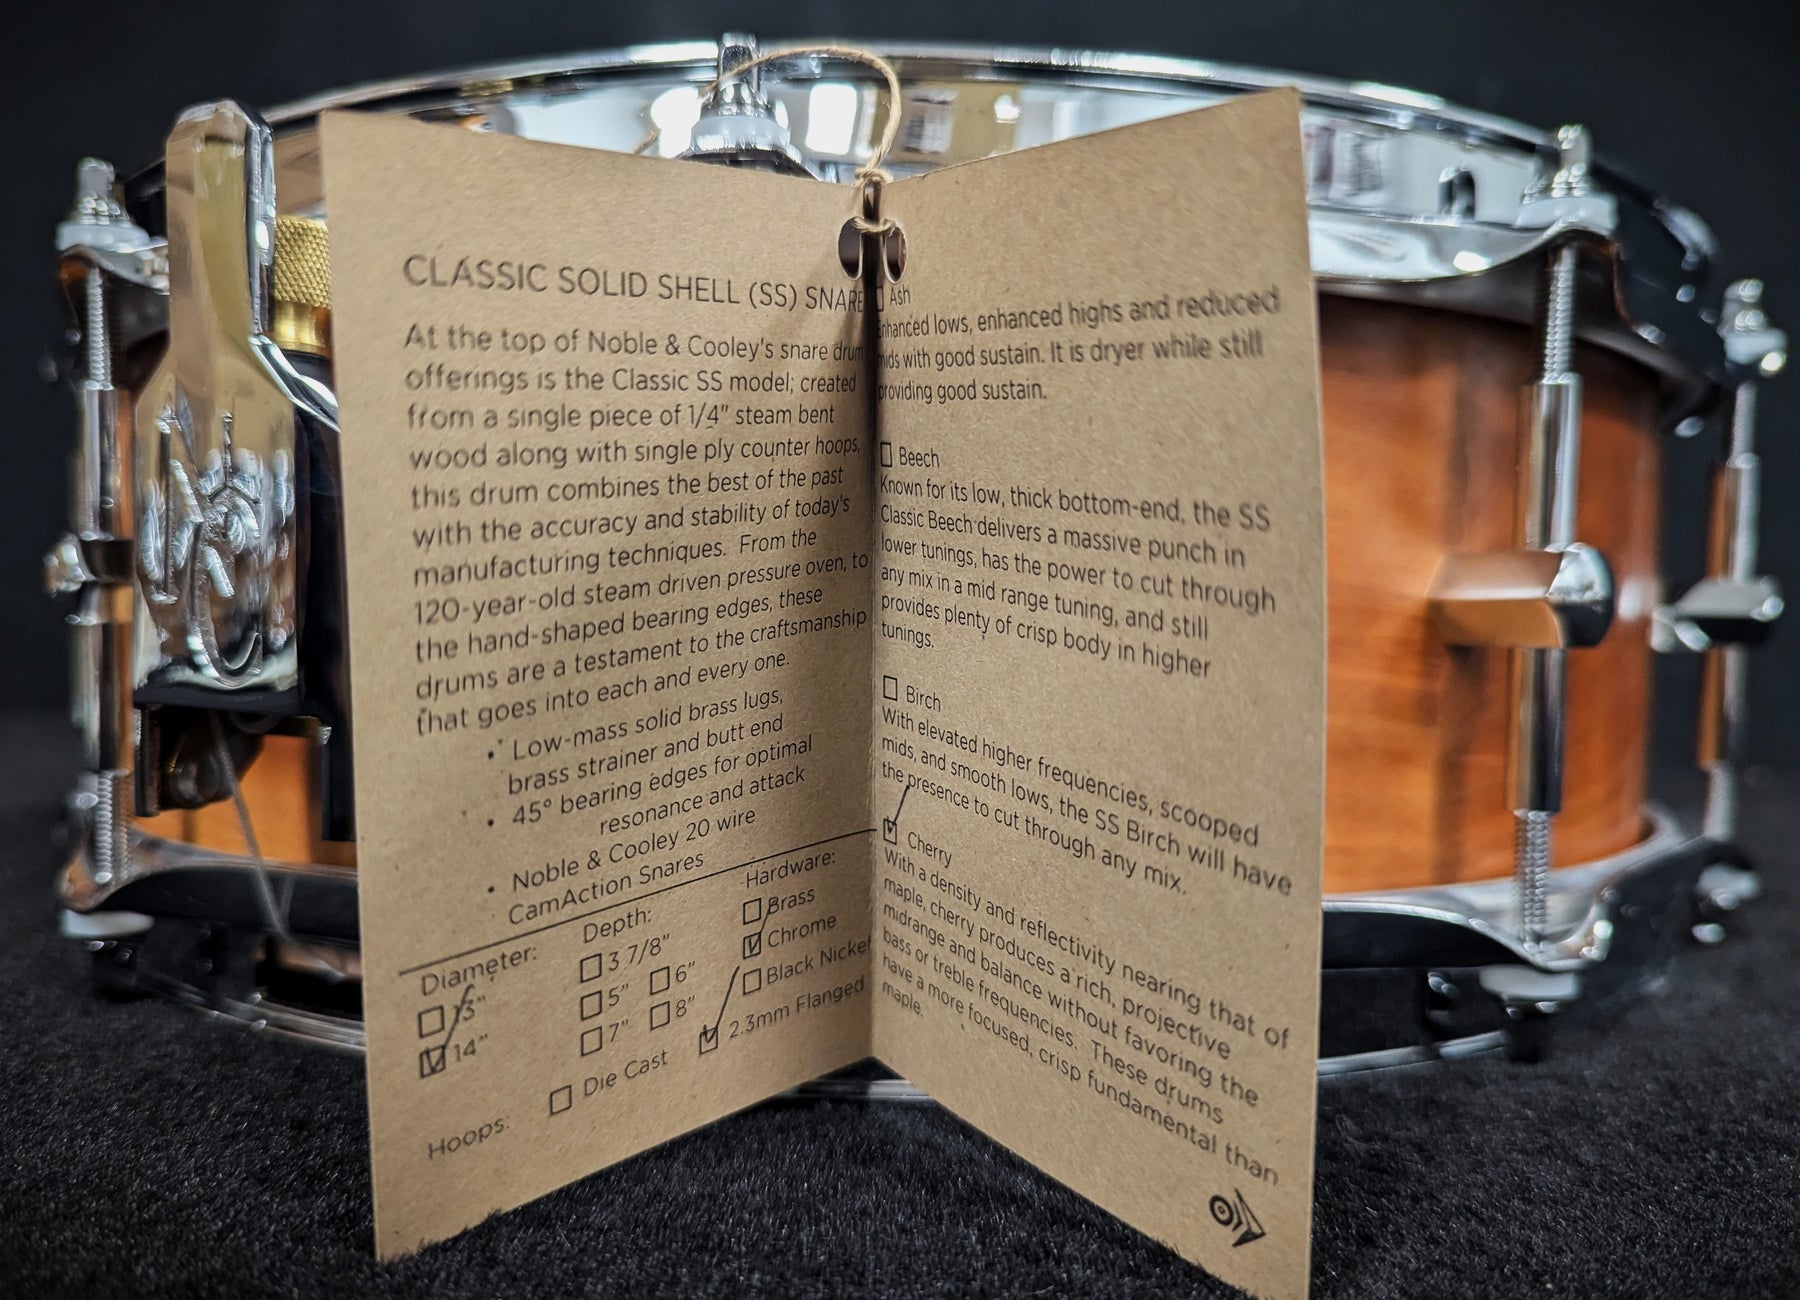 CLASSIC SOLID SHELL (SS) SNARE
At the top of Noble & Cooley's snare drum
offerings is the Classic SS model; created
from a single piece of 1/4" steam bent
wood along with single ply counter hoops,
this drum combines the best of the past
with the accuracy and stability of today's
manufacturing techniques. From the
120-year-old steam driven pressure oven, to
the hand-shaped bearing edges, these
drums are a testament to the craftsmanship
that goes into each and every one.
• Low-mass solid brass lugs,
brass strainer and butt end
• 45° bearing edges for optimal
resonance and attack
• Noble & Cooley 20 wire
CamAction Snares
Diameter:
13"
14"
Depth:
3 7/8"
5" 6"
7" 8"
Hardware:
Brass
Chrome
Black Nickel
Hoops: Die Cast 2.3mm Flanged
Ash
Enhanced lows, enhanced highs and reduced
mids with good sustain. It is dryer while still
providing good sustain.
Beech
Known for its low, thick bottom-end, the SS
Classic Beech delivers a massive punch in
lower tunings, has the power to cut through
any mix in a mid range tuning, and still
provides plenty of crisp body in higher
tunings.
Birch
With elevated higher frequencies, scooped
mids, and smooth lows, the SS Birch will have
the presence to cut through any mix.
Cherry
With a density and reflectivity nearing that of
maple, cherry produces a rich, projective
midrange and balance without favoring the
bass or treble frequencies. These drums
have a more focused, crisp fundamental than
maple.